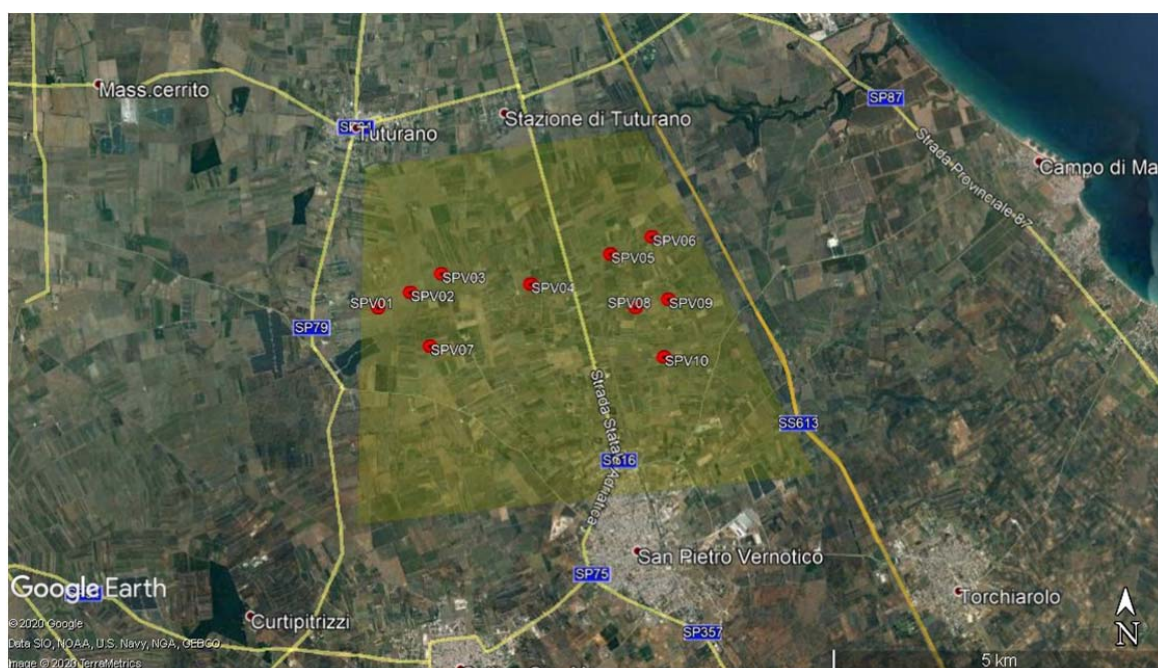 Mass.cerrito
SP87
Stazione di Tuturano
Tuturano
Strada Provinciale 87
Campo di Ma
SPV06
SPV05
SPV03
SPV04
SPV02
SPV01
SPV08
SPV09
SP79
SPV07
SPV10
Strada Statale Adriatica
SS613
SS16
San Pietro Vernotico
SP75
Google Earth
Torchiarolo
Curtipitrizzi
SP357
N
© 2020 Google
Data SIO, NOAA, U.S. Navy, NGA, GEBCO
Image © 2020 TerraMetrics
5 km